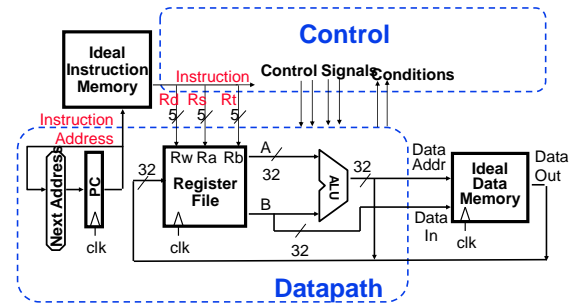 Control
Ideal
Instruction
Memory
Instruction
Control Signals
Conditions
Rd Rs Rt
5 5 5
Instruction
Address
Next Address
PC
clk
32
Rw Ra Rb
Register
File
clk
A
32
B
32
ALU
32
Data
Addr
Data
In
Ideal
Data
Memory
clk
Data
Out
Datapath